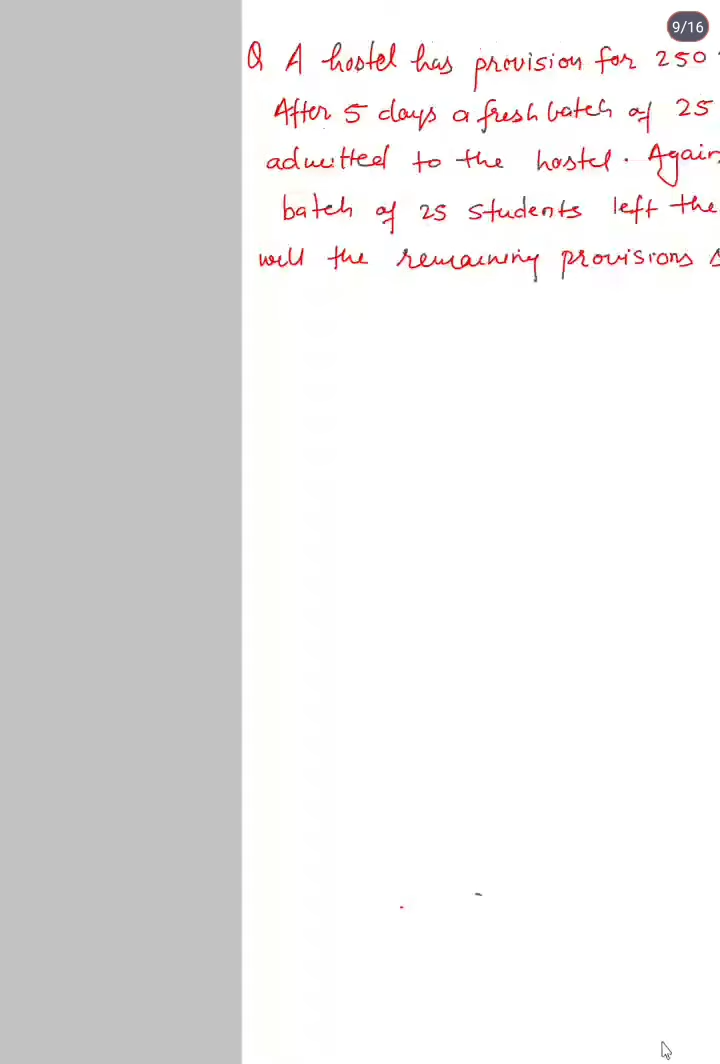 9/16
Q A hostel has provision for 250
After 5 days a fresh batch of 25
admitted to the hostel. Again
batch of 25 students left the
will the remaining provisions